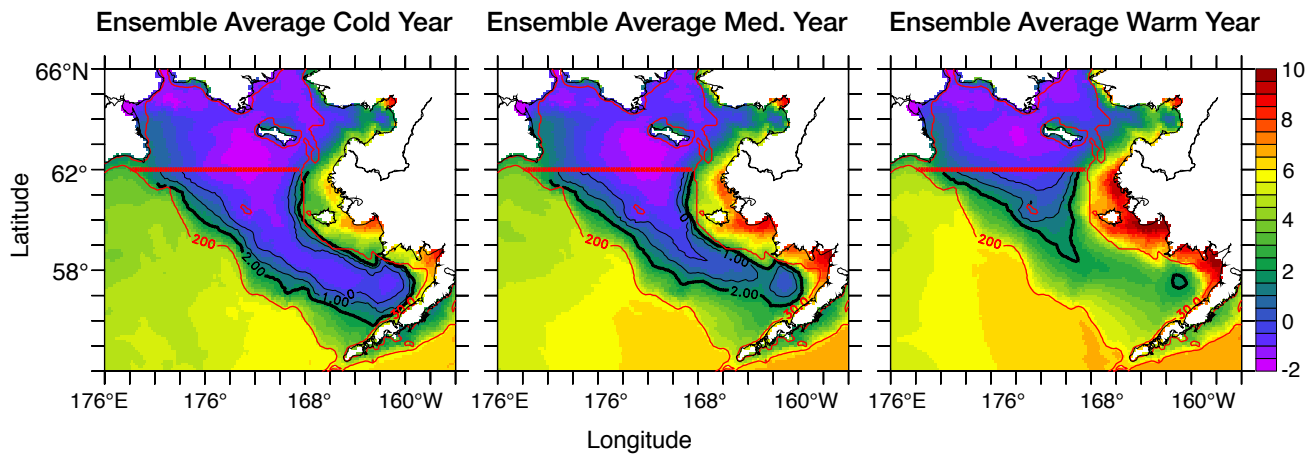 Ensemble Average Cold Year
Ensemble Average Med. Year
Ensemble Average Warm Year
66°N
62°
58°
Latitude
200
2.00
1.00
0
200
0
1.00
2.00
200
10
8
6
4
2
0
-2
176°E
176°
168°
160°W
176°E
176°
168°
160°W
176°E
176°
168°
160°W
Longitude